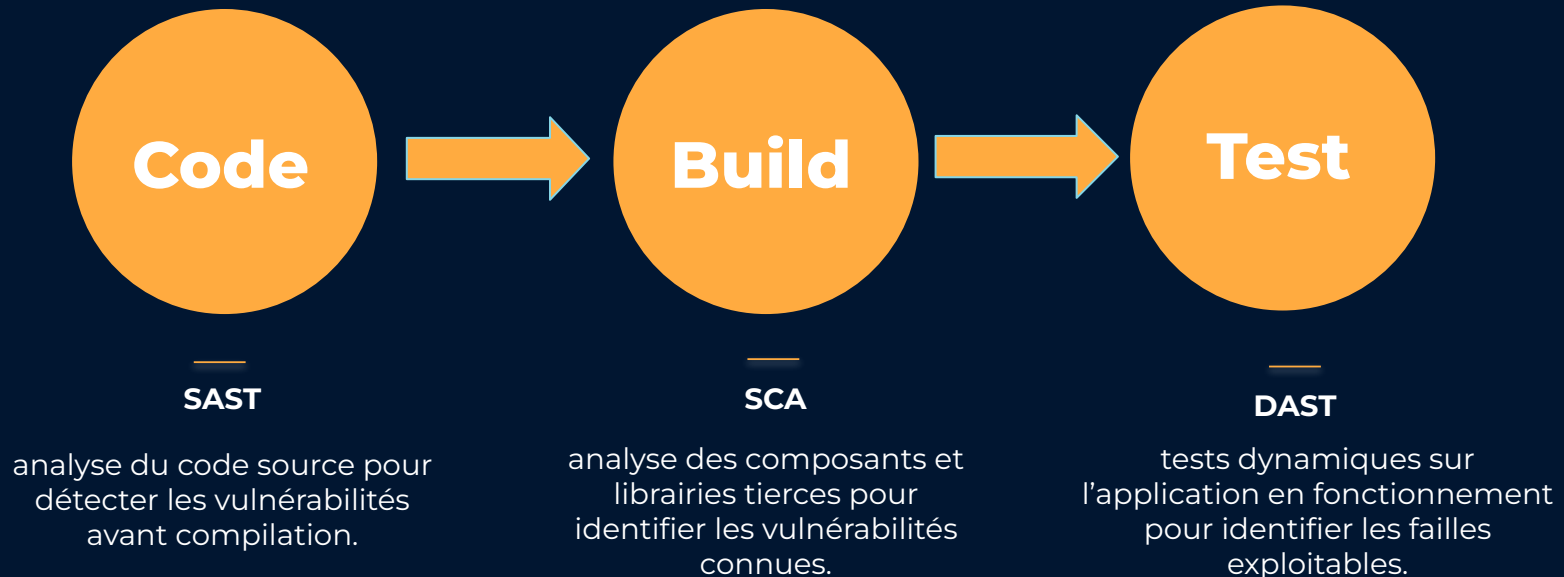 Code
Build
Test
SAST
analyse du code source pour
détecter les vulnérabilités
avant compilation.
SCA
analyse des composants et
librairies tierces pour
identifier les vulnérabilités
connues.
DAST
tests dynamiques sur
l’application en fonctionnement
pour identifier les failles
exploitables.